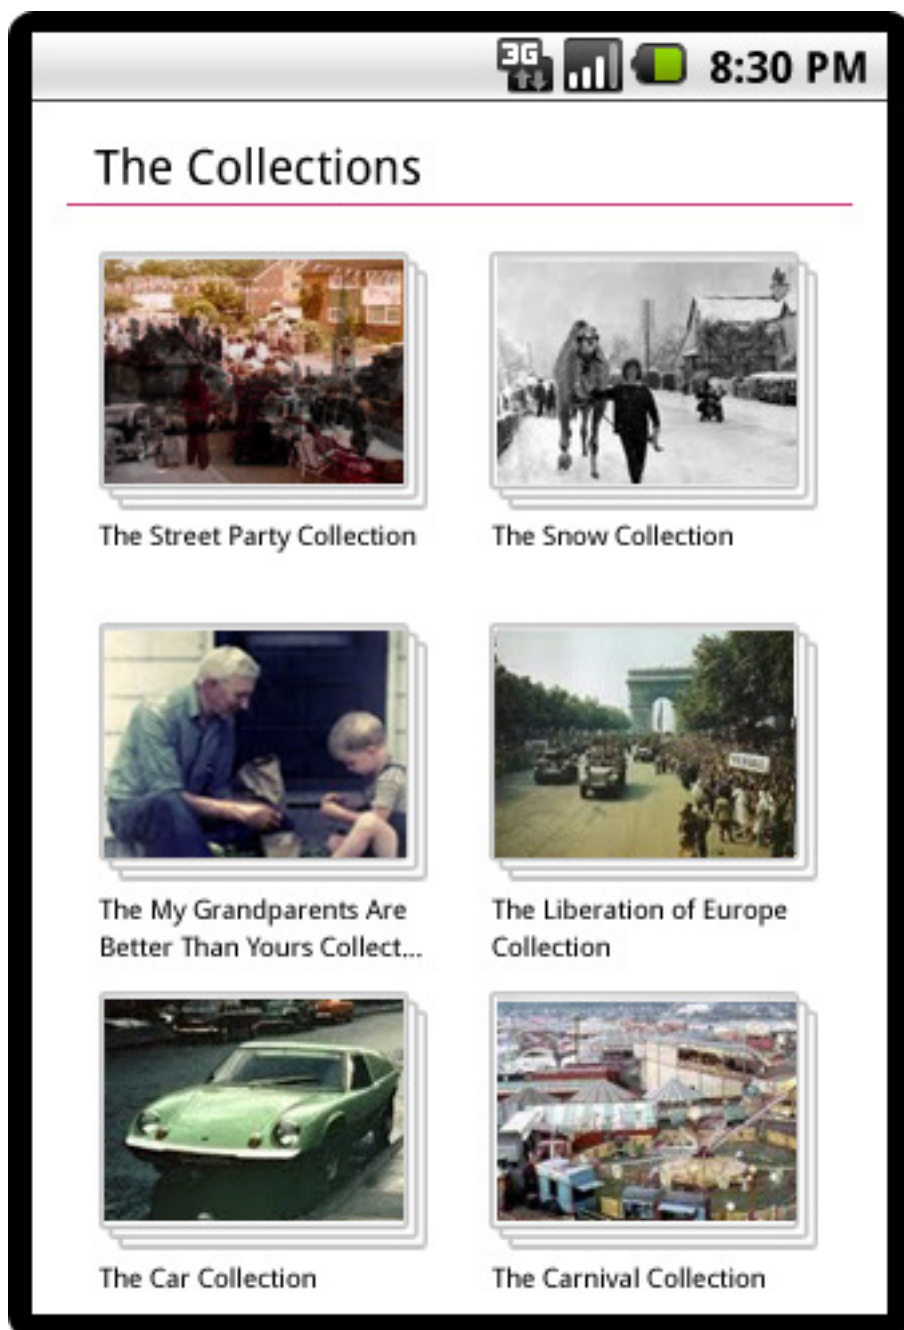 3G
8:30 PM
The Collections
The Street Party Collection
The Snow Collection
The My Grandparents Are
Better Than Yours Collect...
The Liberation of Europe
Collection
The Car Collection
The Carnival Collection